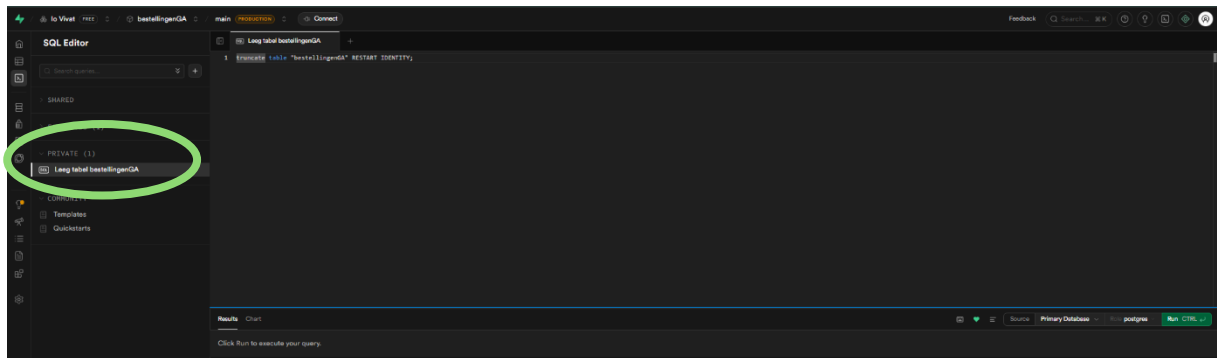 Io Vivat FREE / bestellingenGA / main PRODUCTION Connect
Feedback Search... ⌘K
SQL Editor
Leeg tabel bestellingenGA +
Search queries... +
1 truncate table "bestellingenGA" RESTART IDENTITY;
SHARED
PRIVATE (1)
Leeg tabel bestellingenGA
COMMUNITY
Templates
Quickstarts
Results Chart
Source Primary Database postgres Run CTRL
Click Run to execute your query.